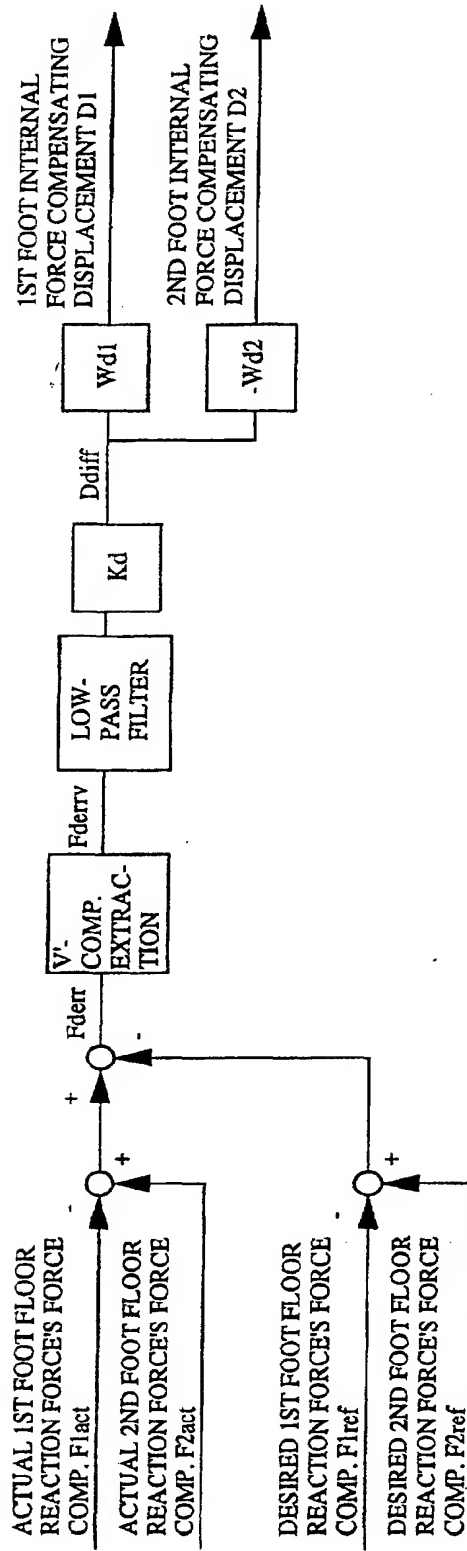 ACTUAL 1ST FOOT FLOOR
REACTION FORCE'S FORCE
COMP. F1act
-
+
ACTUAL 2ND FOOT FLOOR
REACTION FORCE'S FORCE
COMP. F2act
+
-
Fderr
V'-
COMP.
EXTRAC-
TION
Fderrv
LOW-
PASS
FILTER
Kd
Ddiff
Wd1
1ST FOOT INTERNAL
FORCE COMPENSATING
DISPLACEMENT D1
-Wd2
2ND FOOT INTERNAL
FORCE COMPENSATING
DISPLACEMENT D2
DESIRED 1ST FOOT FLOOR
REACTION FORCE'S FORCE
COMP. F1ref
-
+
DESIRED 2ND FOOT FLOOR
REACTION FORCE'S FORCE
COMP. F2ref